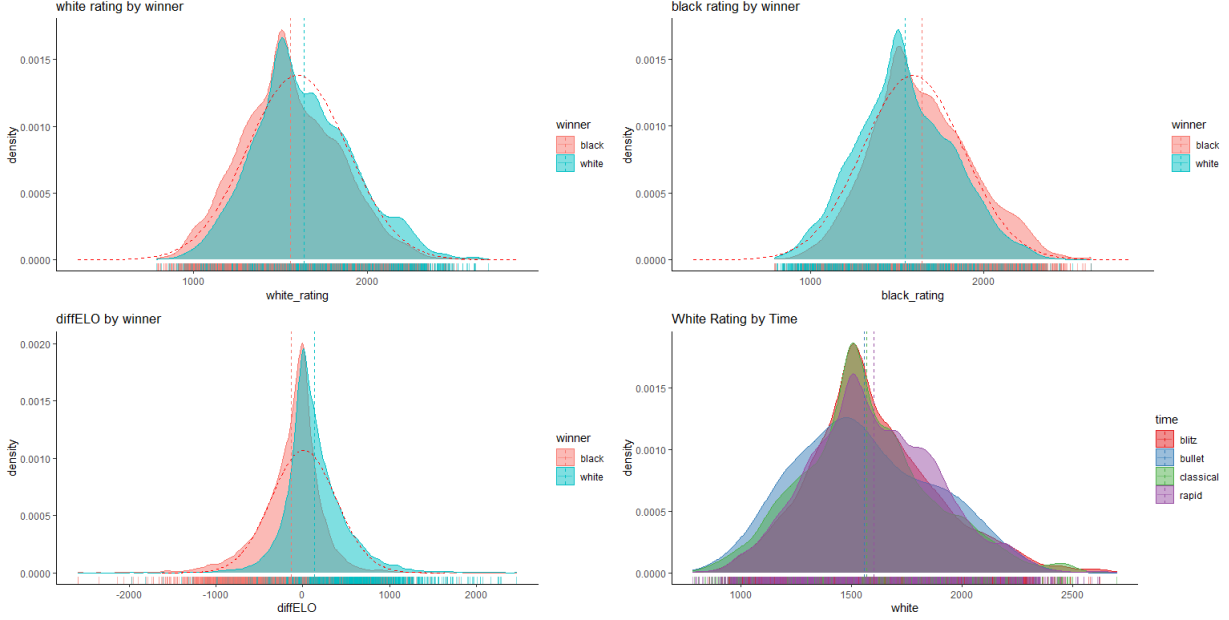 white rating by winner
0.0015
0.0010
0.0005
0.0000
density
1000
2000
white_rating
winner
black
white
black rating by winner
0.0015
0.0010
0.0005
0.0000
density
1000
2000
black_rating
winner
black
white
diffELO by winner
0.0020
0.0015
0.0010
0.0005
0.0000
density
-2000
-1000
0
1000
2000
diffELO
winner
black
white
White Rating by Time
0.0015
0.0010
0.0005
0.0000
density
1000
1500
2000
2500
white
time
blitz
bullet
classical
rapid